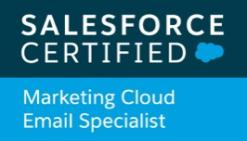 SALESFORCE
CERTIFIED
Marketing Cloud
Email Specialist